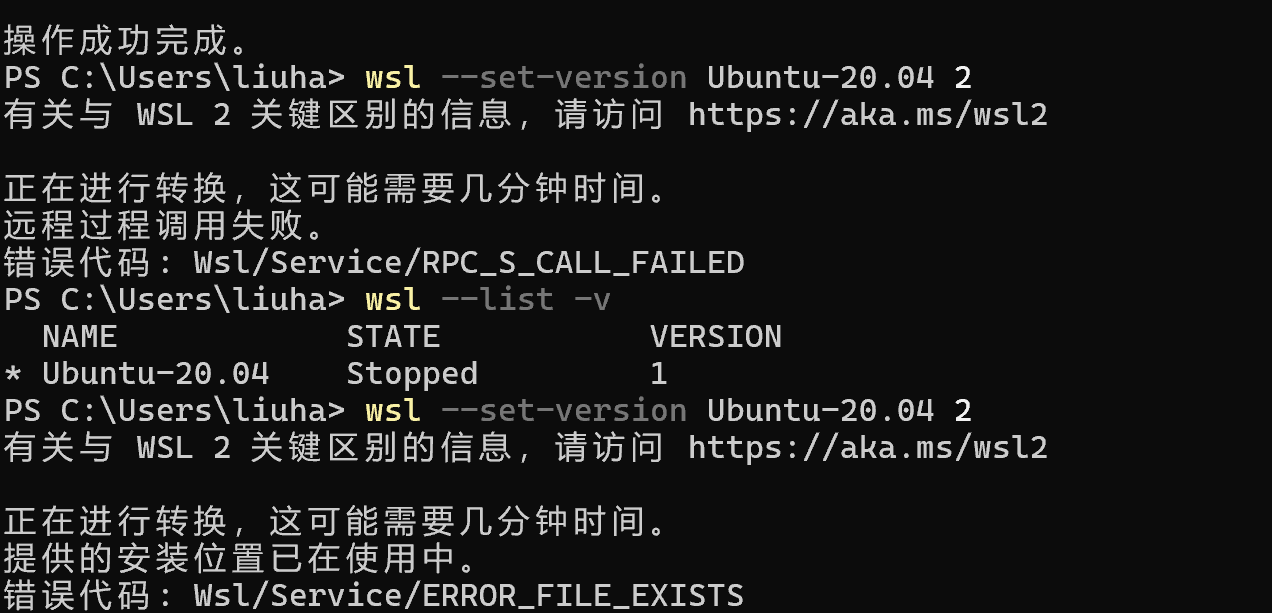 操作成功完成。
PS C:\Users\liuha> wsl --set-version Ubuntu-20.04 2
有关与 WSL 2 关键区别的信息，请访问 https://aka.ms/wsl2
正在进行转换，这可能需要几分钟时间。
远程过程调用失败。
错误代码: Wsl/Service/RPC_S_CALL_FAILED
PS C:\Users\liuha> wsl --list -v
  NAME            STATE           VERSION
* Ubuntu-20.04    Stopped         1
PS C:\Users\liuha> wsl --set-version Ubuntu-20.04 2
有关与 WSL 2 关键区别的信息，请访问 https://aka.ms/wsl2
正在进行转换，这可能需要几分钟时间。
提供的安装位置已在使用中。
错误代码: Wsl/Service/ERROR_FILE_EXISTS